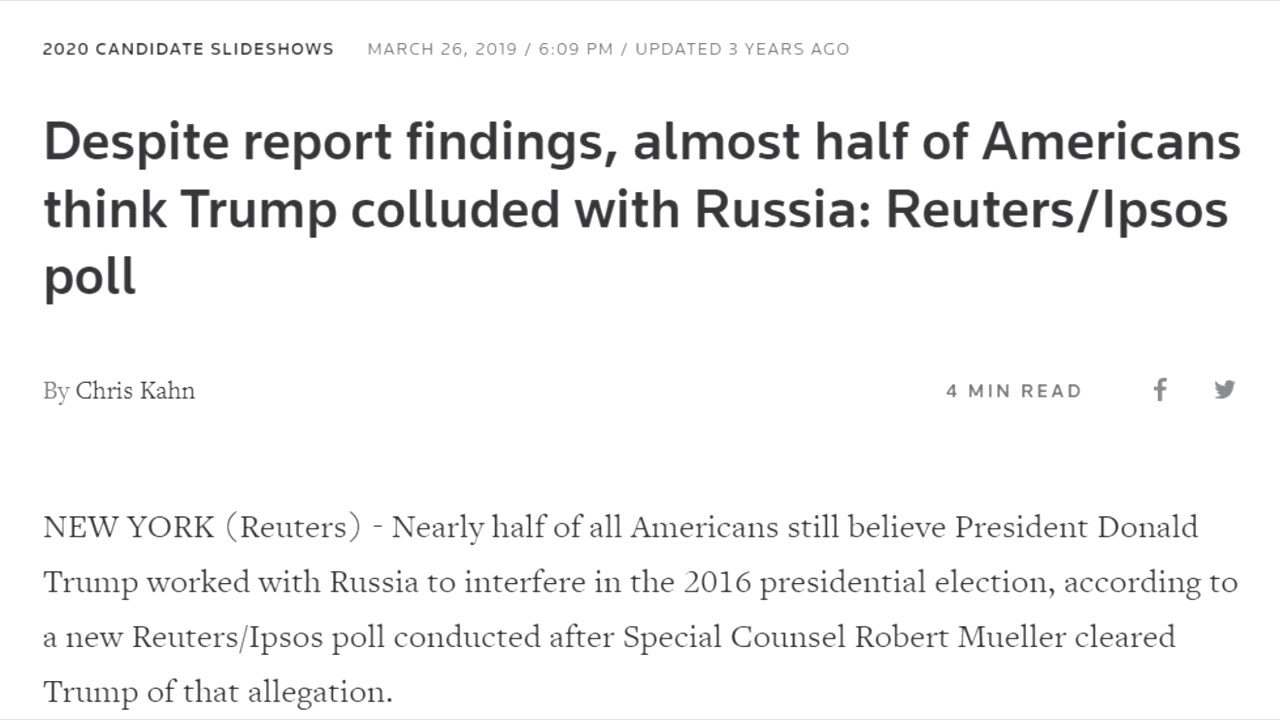 2020 CANDIDATE SLIDESHOWS MARCH 26, 2019 / 6:09 PM / UPDATED 3 YEARS AGO
Despite report findings, almost half of Americans
think Trump colluded with Russia: Reuters/Ipsos
poll
By Chris Kahn 4 MIN READ
NEW YORK (Reuters) - Nearly half of all Americans still believe President Donald
Trump worked with Russia to interfere in the 2016 presidential election, according to
a new Reuters/Ipsos poll conducted after Special Counsel Robert Mueller cleared
Trump of that allegation.